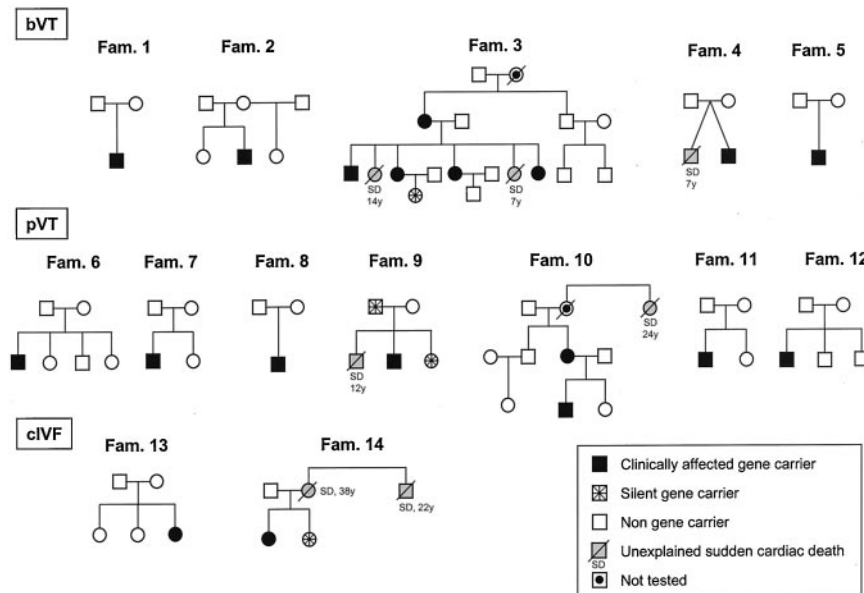 bVT
Fam. 1
Fam. 2
Fam. 3
Fam. 4
Fam. 5
SD
14y
SD
7y
SD
7y
pVT
Fam. 6
Fam. 7
Fam. 8
Fam. 9
Fam. 10
Fam. 11
Fam. 12
SD
24y
SD
12y
cIVF
Fam. 13
Fam. 14
SD, 38y
SD, 22y
Clinically affected gene carrier
Silent gene carrier
Non gene carrier
Unexplained sudden cardiac death
SD
Not tested